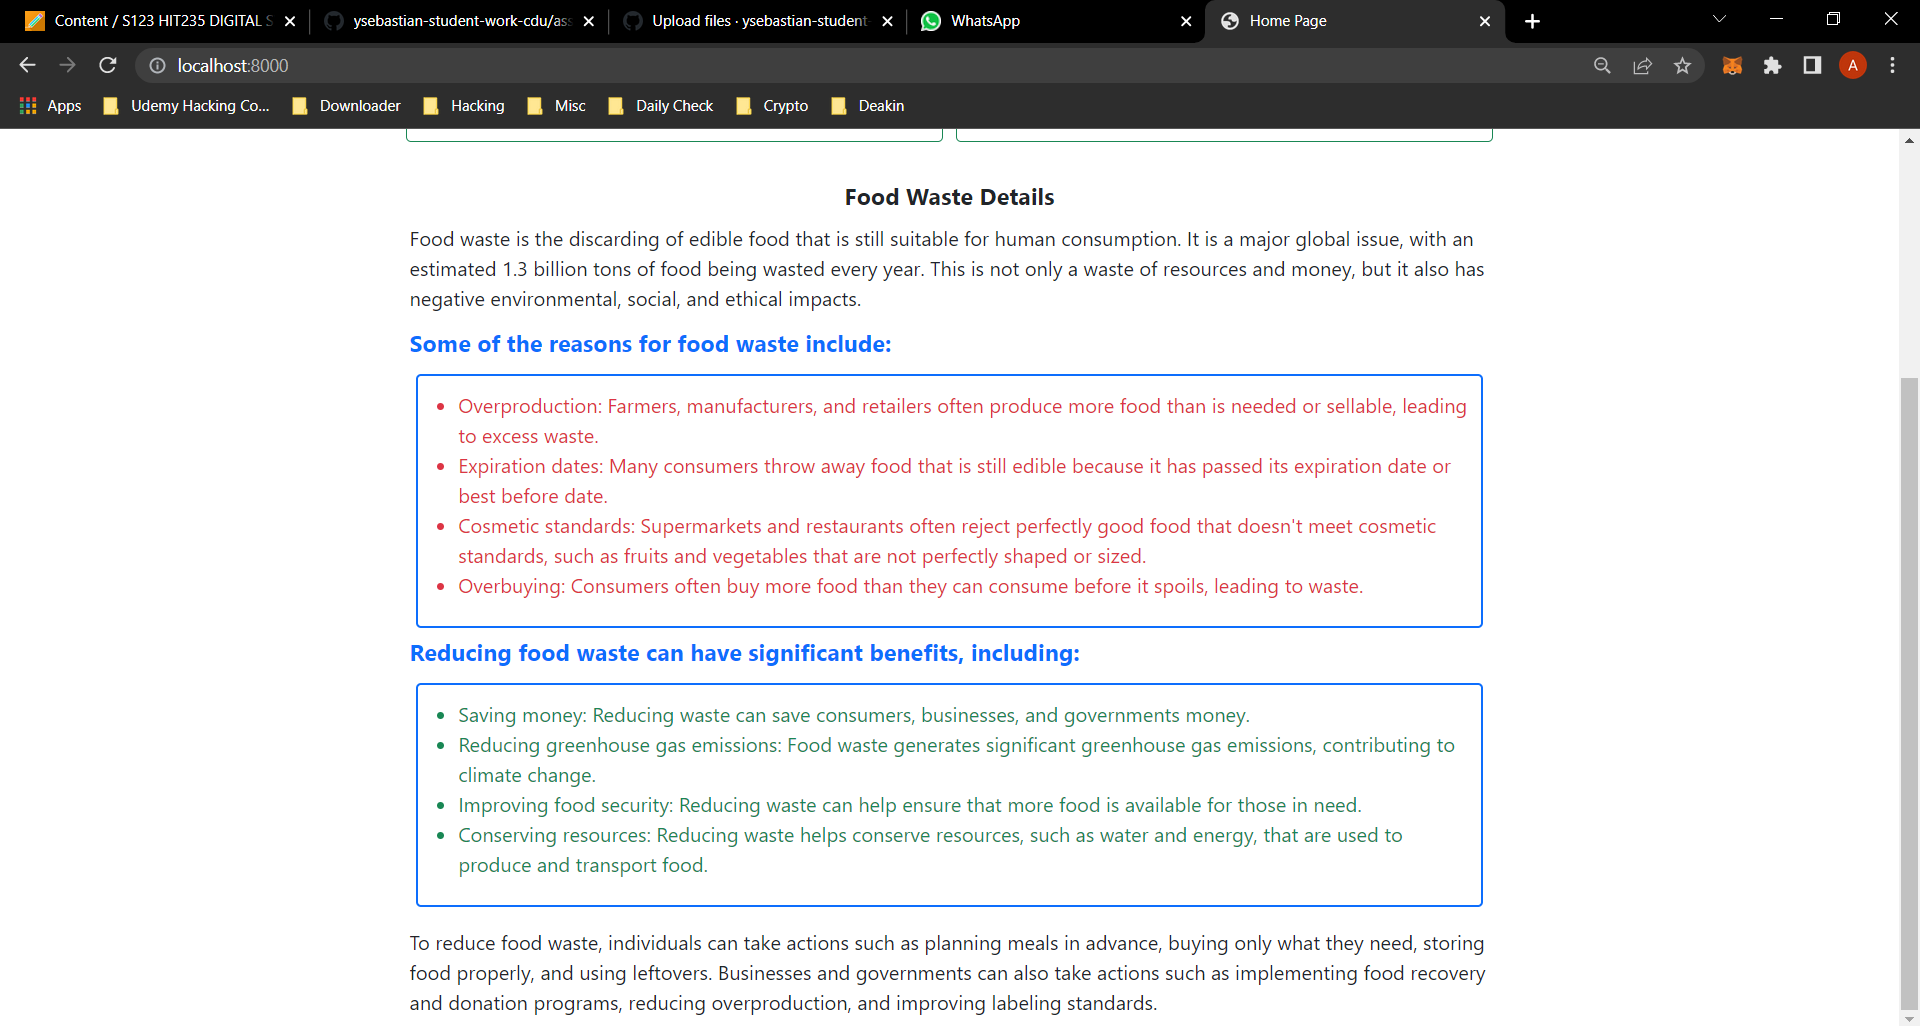 Content / S123 HIT235 DIGITAL S
ysebastian-student-work-cdu/ass
Upload files · ysebastian-student-
WhatsApp
Home Page
localhost:8000
A
Apps
Udemy Hacking Co...
Downloader
Hacking
Misc
Daily Check
Crypto
Deakin
Food Waste Details
Food waste is the discarding of edible food that is still suitable for human consumption. It is a major global issue, with an
estimated 1.3 billion tons of food being wasted every year. This is not only a waste of resources and money, but it also has
negative environmental, social, and ethical impacts.
Some of the reasons for food waste include:
• Overproduction: Farmers, manufacturers, and retailers often produce more food than is needed or sellable, leading
to excess waste.
• Expiration dates: Many consumers throw away food that is still edible because it has passed its expiration date or
best before date.
• Cosmetic standards: Supermarkets and restaurants often reject perfectly good food that doesn't meet cosmetic
standards, such as fruits and vegetables that are not perfectly shaped or sized.
• Overbuying: Consumers often buy more food than they can consume before it spoils, leading to waste.
Reducing food waste can have significant benefits, including:
• Saving money: Reducing waste can save consumers, businesses, and governments money.
• Reducing greenhouse gas emissions: Food waste generates significant greenhouse gas emissions, contributing to
climate change.
• Improving food security: Reducing waste can help ensure that more food is available for those in need.
• Conserving resources: Reducing waste helps conserve resources, such as water and energy, that are used to
produce and transport food.
To reduce food waste, individuals can take actions such as planning meals in advance, buying only what they need, storing
food properly, and using leftovers. Businesses and governments can also take actions such as implementing food recovery
and donation programs, reducing overproduction, and improving labeling standards.